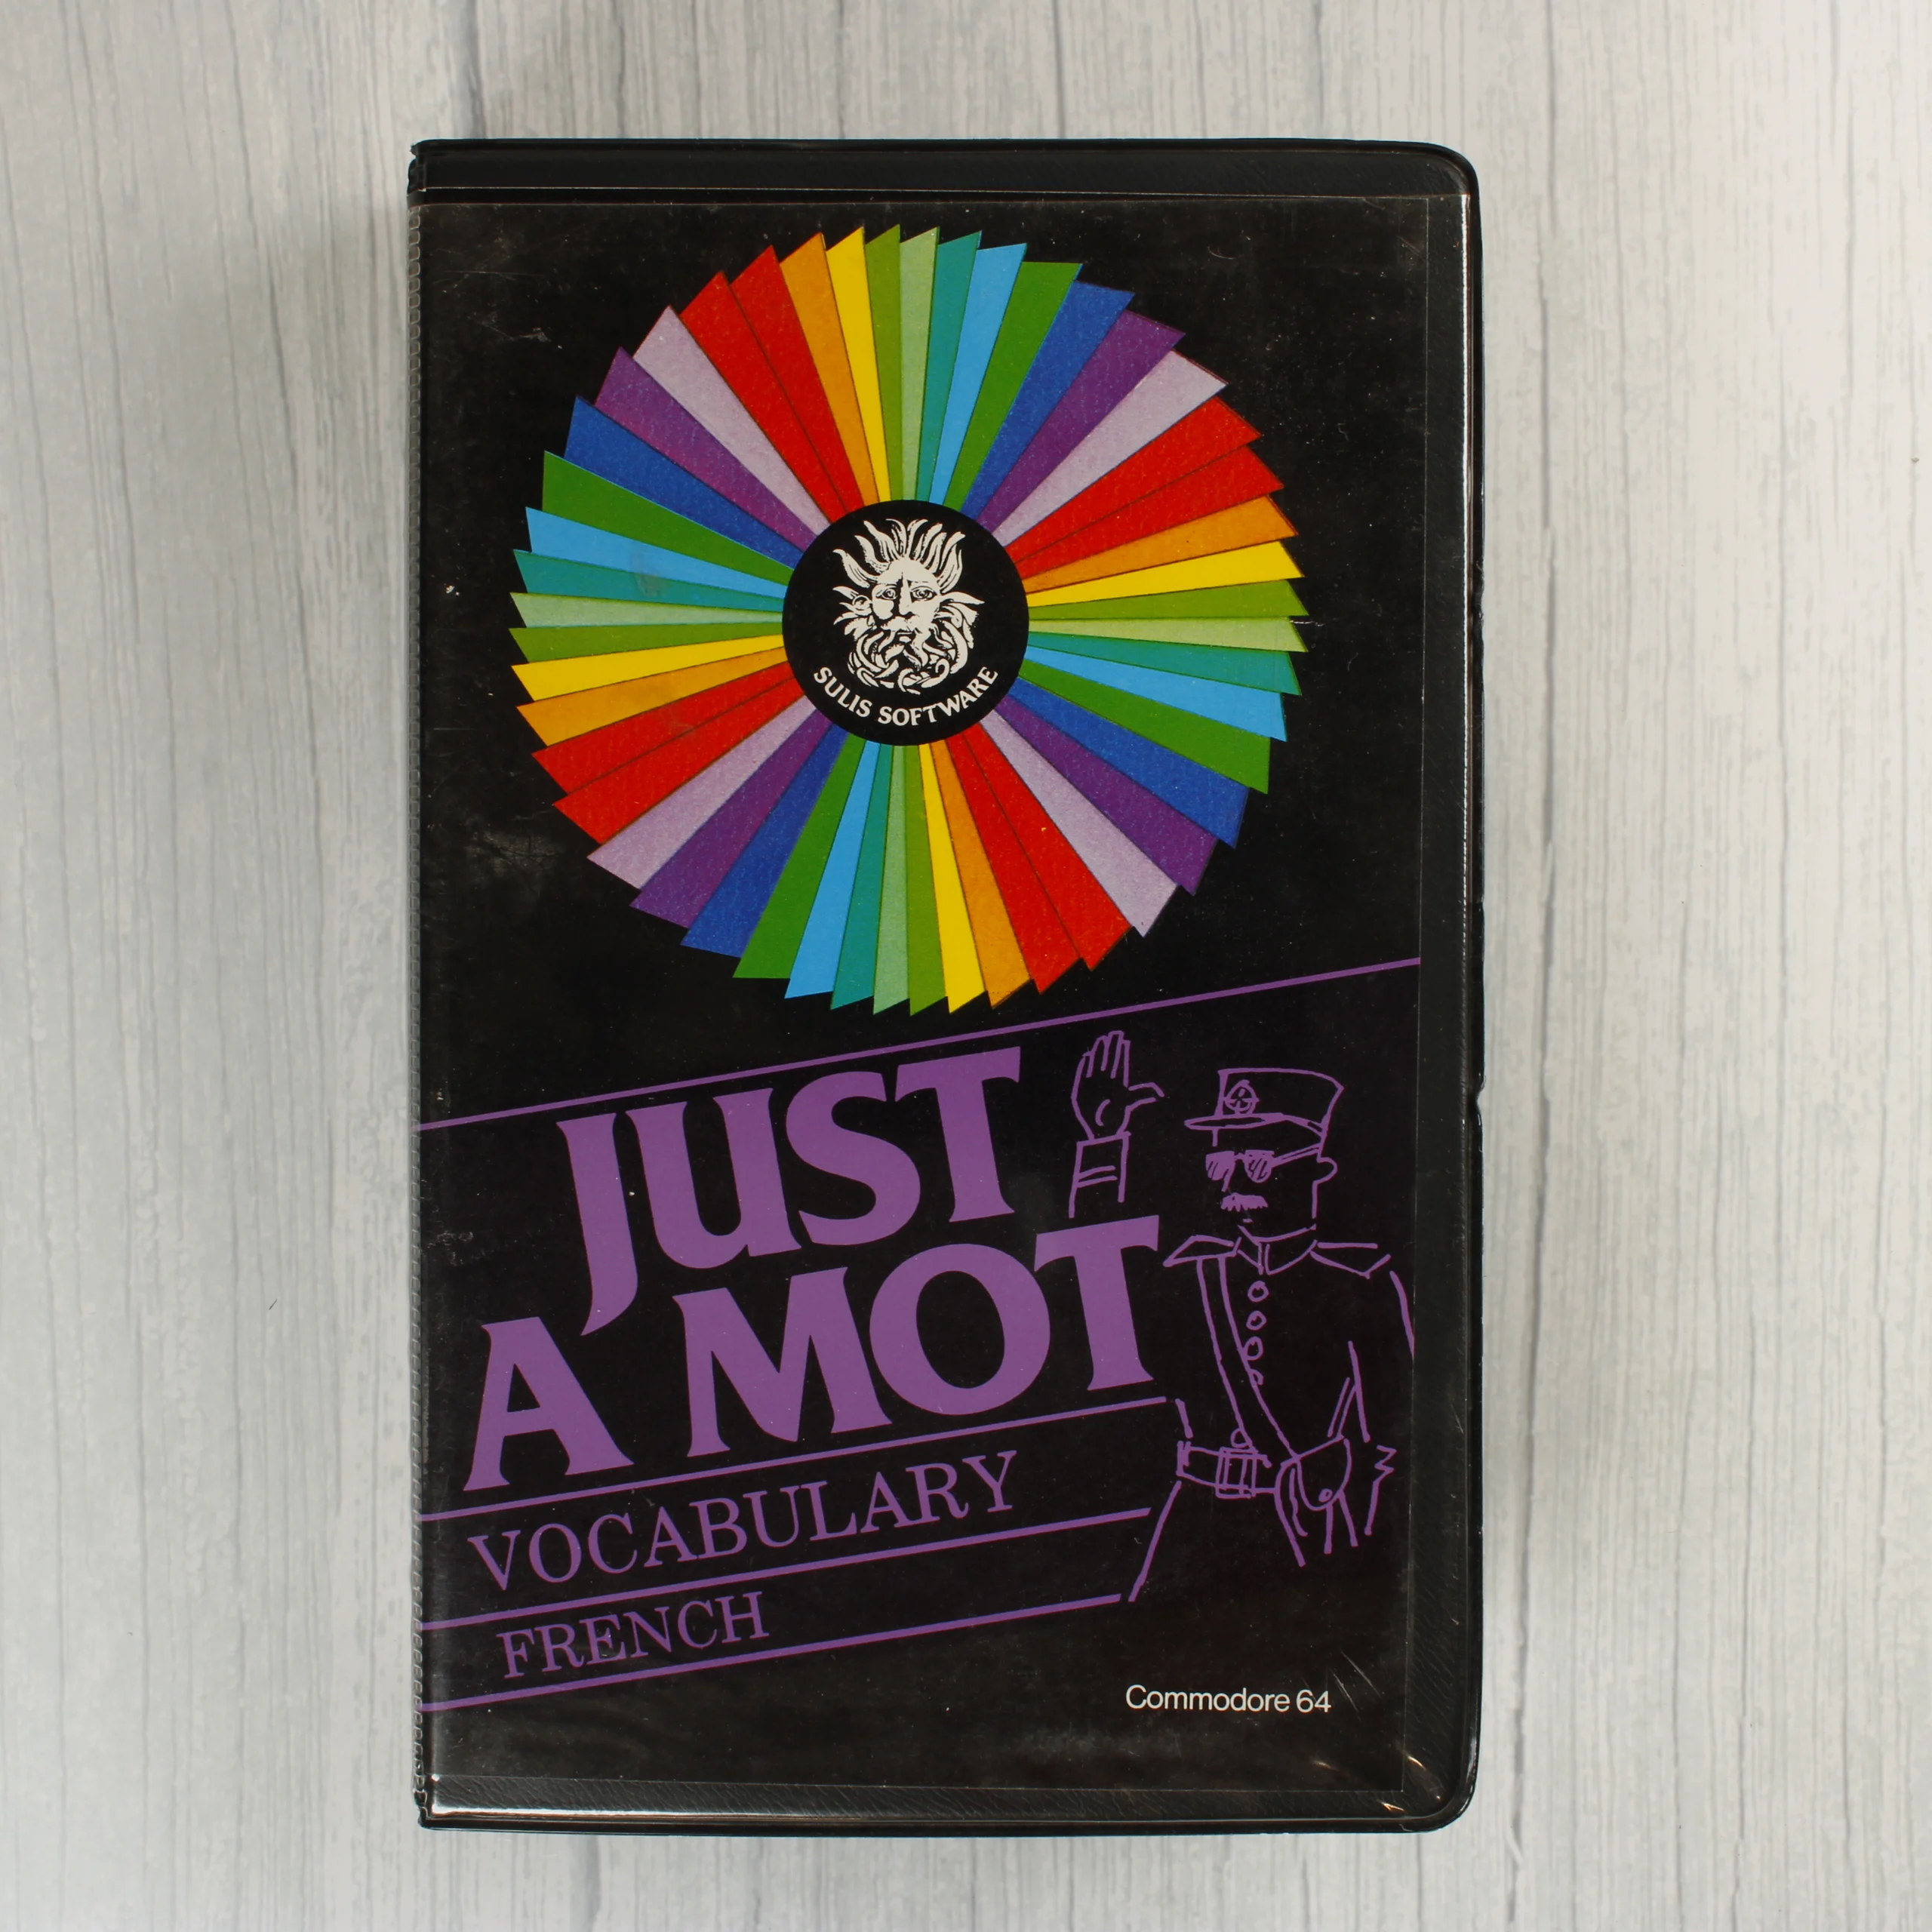 SULIS SOFTWARE
JUST
A MOT
VOCABULARY
FRENCH
Commodore 64